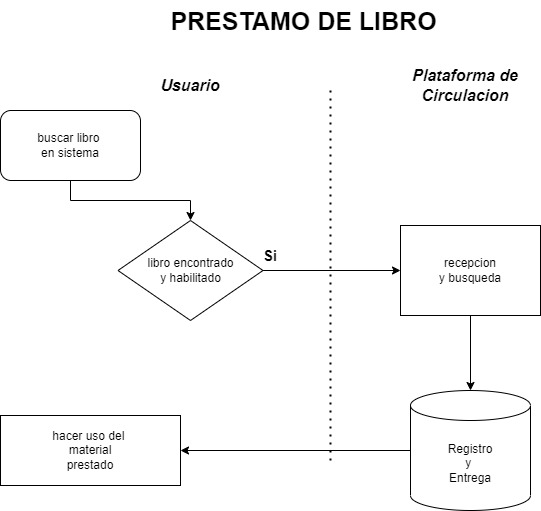 PRESTAMO DE LIBRO
Usuario
Plataforma de
Circulacion
buscar libro
en sistema
libro encontrado
y habilitado
Si
recepcion
y busqueda
Registro
y
Entrega
hacer uso del
material
prestado